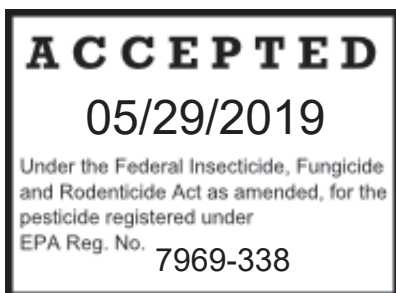 ACCEPTED
05/29/2019
Under the Federal Insecticide, Fungicide
and Rodenticide Act as amended, for the
pesticide registered under
EPA Reg. No. 7969-338